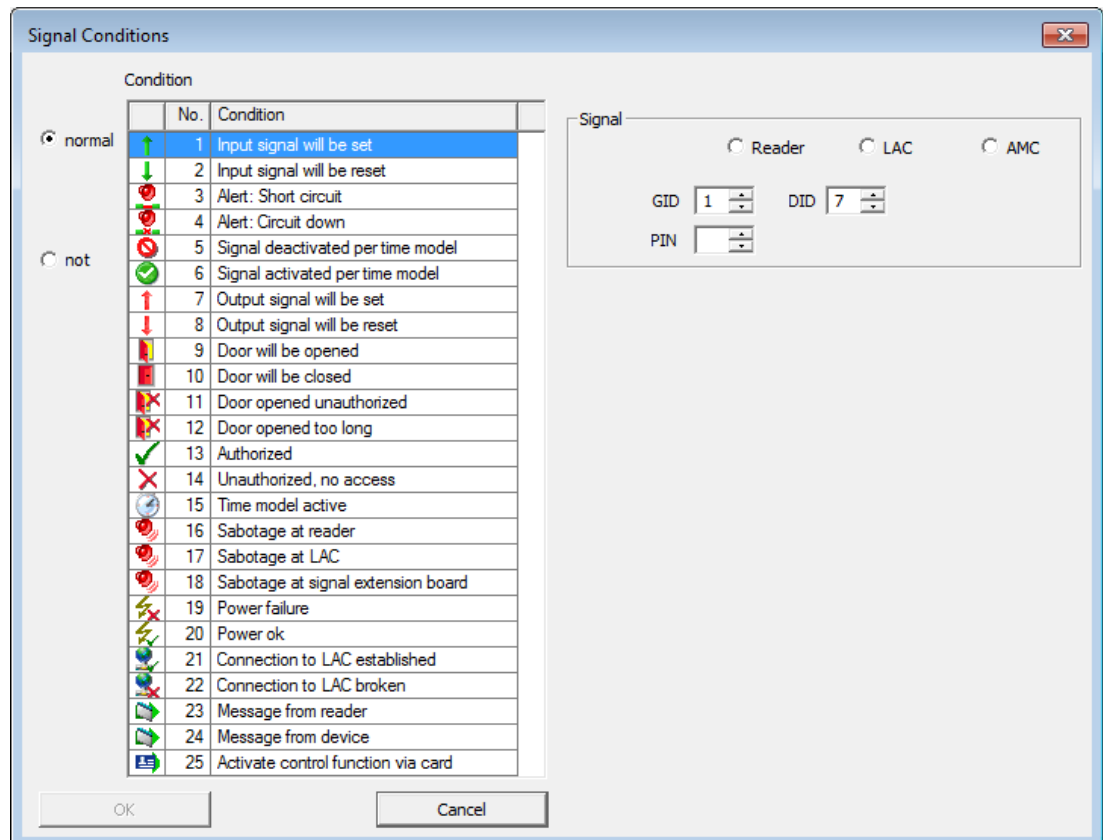 Signal Conditions
Condition
normal
not
No. Condition
1 Input signal will be set
2 Input signal will be reset
3 Alert: Short circuit
4 Alert: Circuit down
5 Signal deactivated per time model
6 Signal activated per time model
7 Output signal will be set
8 Output signal will be reset
9 Door will be opened
10 Door will be closed
11 Door opened unauthorized
12 Door opened too long
13 Authorized
14 Unauthorized, no access
15 Time model active
16 Sabotage at reader
17 Sabotage at LAC
18 Sabotage at signal extension board
19 Power failure
20 Power ok
21 Connection to LAC established
22 Connection to LAC broken
23 Message from reader
24 Message from device
25 Activate control function via card
Signal
Reader LAC AMC
GID 1 DID 7
PIN
OK Cancel